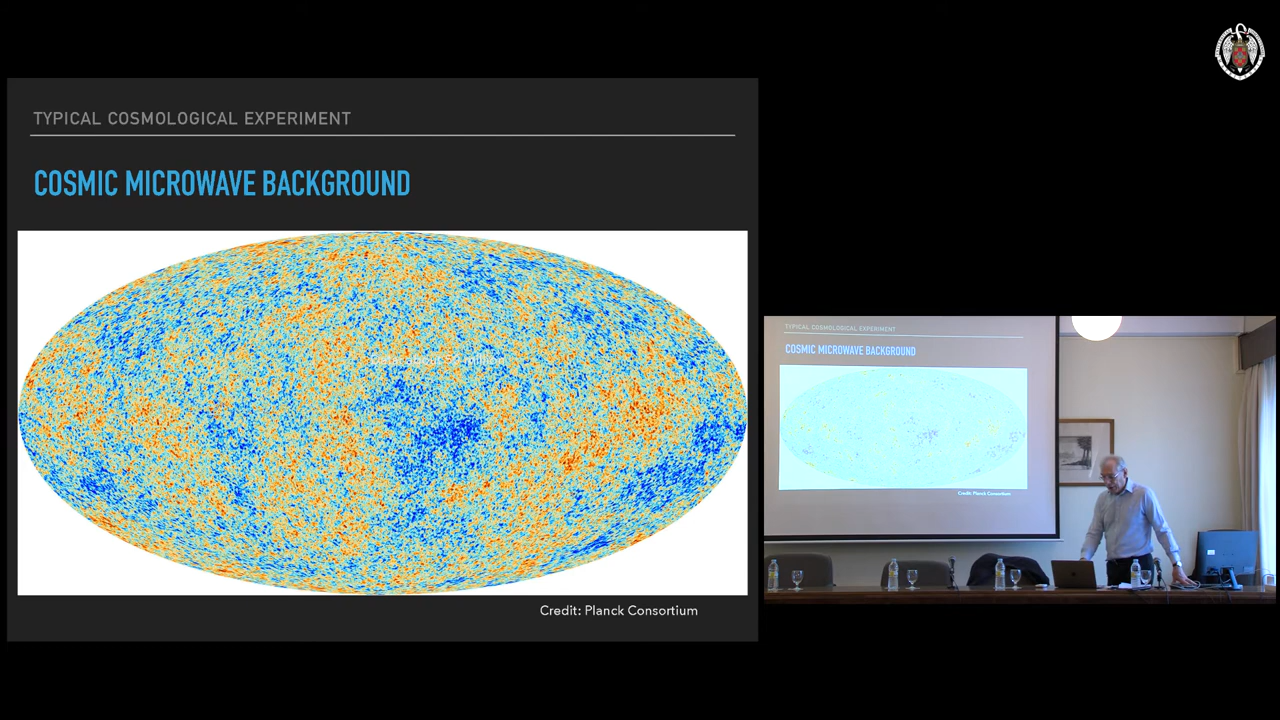 TYPICAL COSMOLOGICAL EXPERIMENT
COSMIC MICROWAVE BACKGROUND
Credit: Planck Consortium
TYPICAL COSMOLOGICAL EXPERIMENT
COSMIC MICROWAVE BACKGROUND
Credit: Planck Consortium